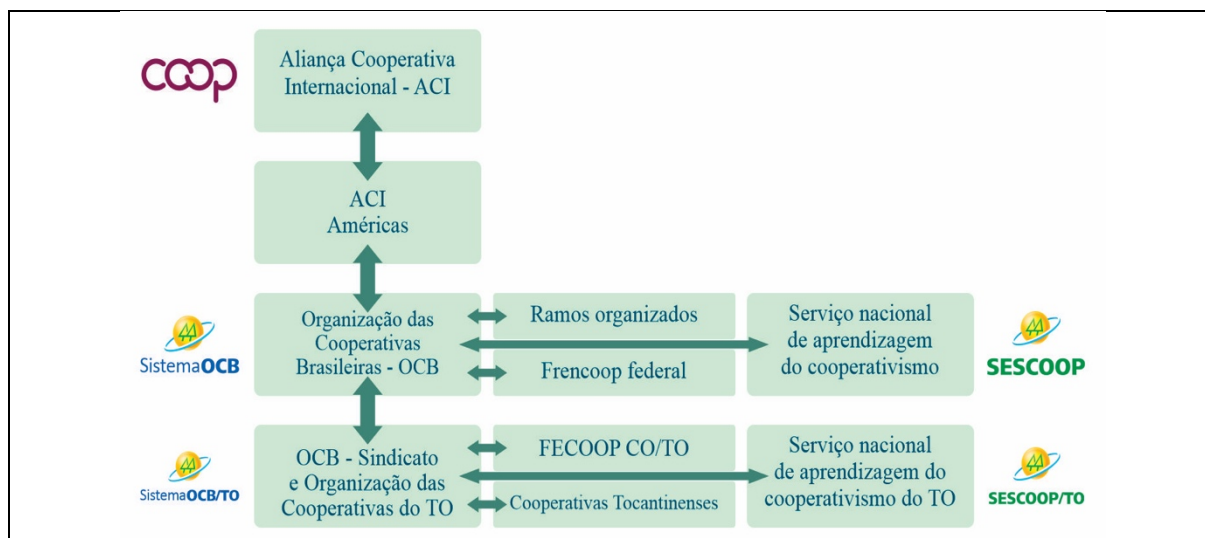 coop
Aliança Cooperativa
Internacional - ACI
ACI
Américas
SistemaOCB
Organização das
Cooperativas
Brasileiras - OCB
Ramos organizados
Frencoop federal
Serviço nacional
de aprendizagem
do cooperativismo
SESCOOP
SistemaOCB/TO
OCB - Sindicato
e Organização das
Cooperativas do TO
FECOOP CO/TO
Cooperativas Tocantinenses
Serviço nacional
de aprendizagem do
cooperativismo do TO
SESCOOP/TO